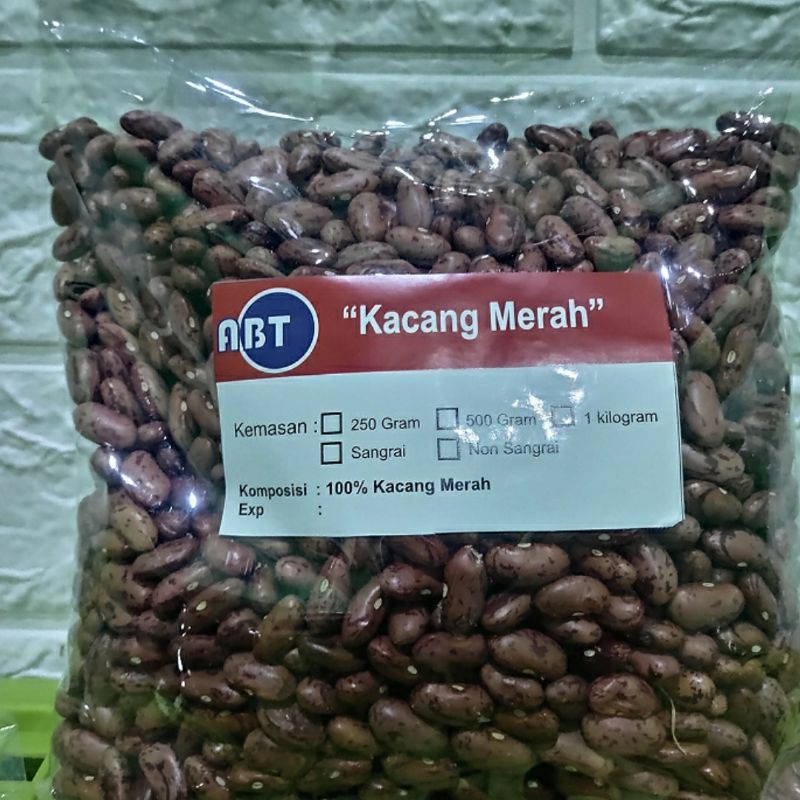 ABT
“Kacang Merah”
Kemasan : 250 Gram 500 Gram 1 kilogram
Sangrai Non Sangrai
Komposisi : 100% Kacang Merah
Exp :